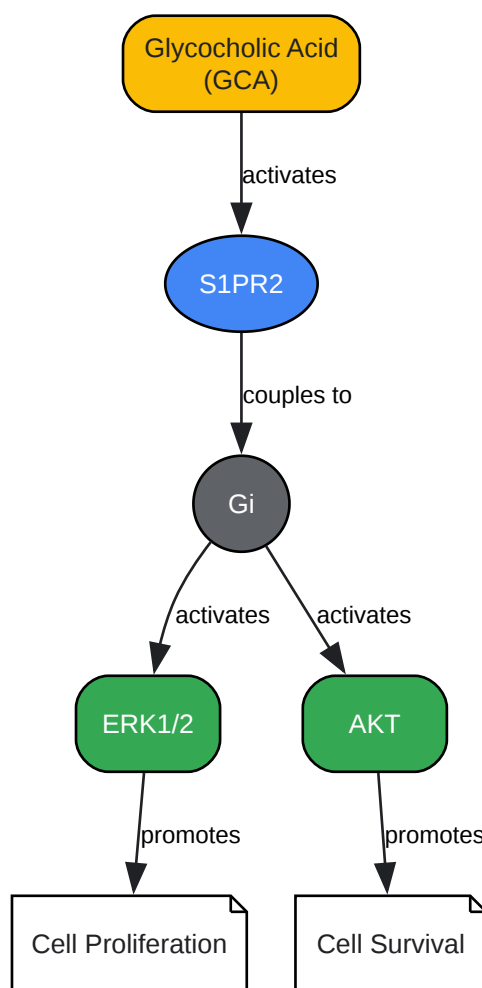 Glycocholic Acid
(GCA)
activates
S1PR2
couples to
Gi
activates
activates
ERK1/2
AKT
promotes
promotes
Cell Proliferation
Cell Survival